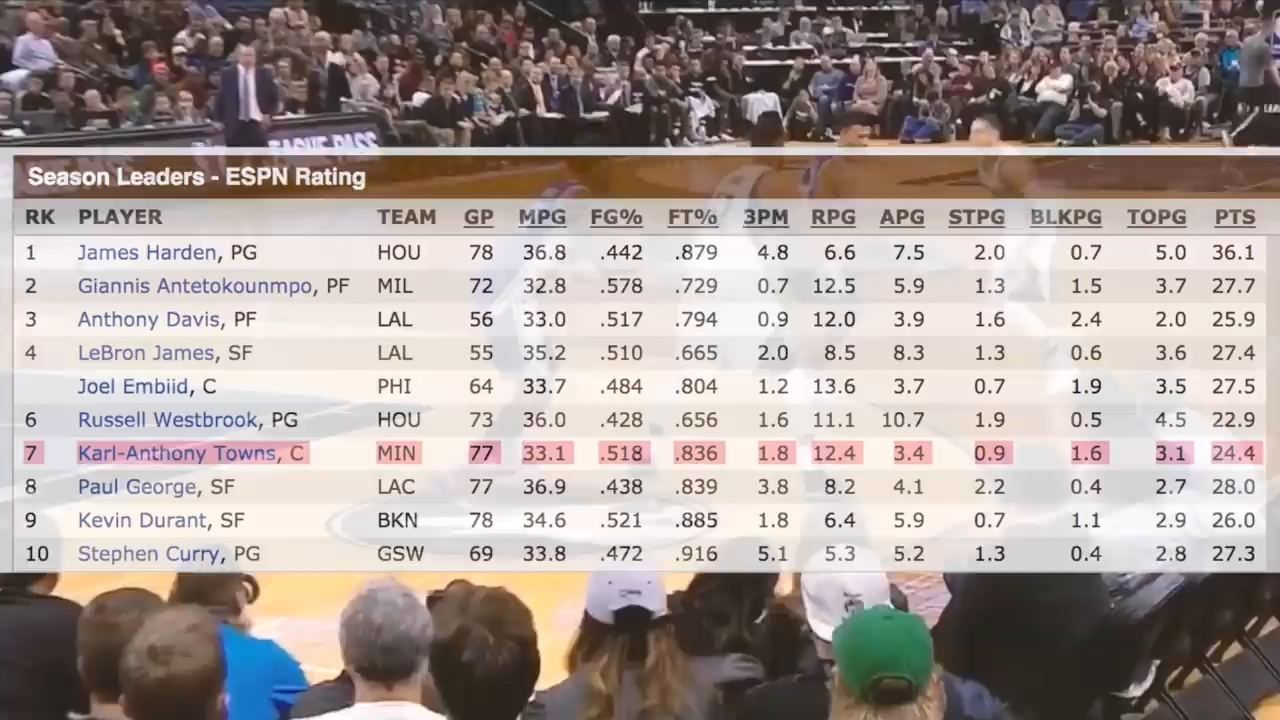 LEAGUE PASS
Season Leaders - ESPN Rating
RK PLAYER TEAM GP MPG FG% FT% 3PM RPG APG STPG BLKPG TOPG PTS
1 James Harden, PG HOU 78 36.8 .442 .879 4.8 6.6 7.5 2.0 0.7 5.0 36.1
2 Giannis Antetokounmpo, PF MIL 72 32.8 .578 .729 0.7 12.5 5.9 1.3 1.5 3.7 27.7
3 Anthony Davis, PF LAL 56 33.0 .517 .794 0.9 12.0 3.9 1.6 2.4 2.0 25.9
4 LeBron James, SF LAL 55 35.2 .510 .665 2.0 8.5 8.3 1.3 0.6 3.6 27.4
Joel Embiid, C PHI 64 33.7 .484 .804 1.2 13.6 3.7 0.7 1.9 3.5 27.5
6 Russell Westbrook, PG HOU 73 36.0 .428 .656 1.6 11.1 10.7 1.9 0.5 4.5 22.9
7 Karl-Anthony Towns, C MIN 77 33.1 .518 .836 1.8 12.4 3.4 0.9 1.6 3.1 24.4
8 Paul George, SF LAC 77 36.9 .438 .839 3.8 8.2 4.1 2.2 0.4 2.7 28.0
9 Kevin Durant, SF BKN 78 34.6 .521 .885 1.8 6.4 5.9 0.7 1.1 2.9 26.0
10 Stephen Curry, PG GSW 69 33.8 .472 .916 5.1 5.3 5.2 1.3 0.4 2.8 27.3